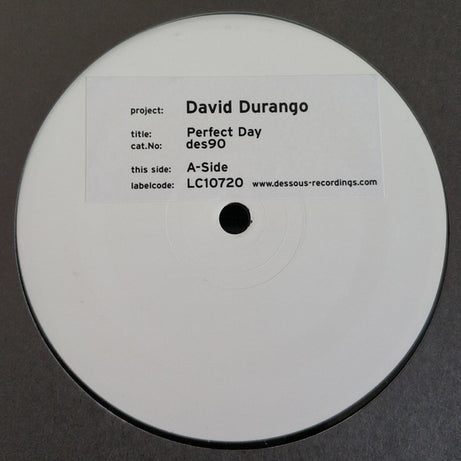 project: David Durango
title: Perfect Day
cat.No: des90
this side: A-Side
labelcode: LC10720 www.dessous-recordings.com